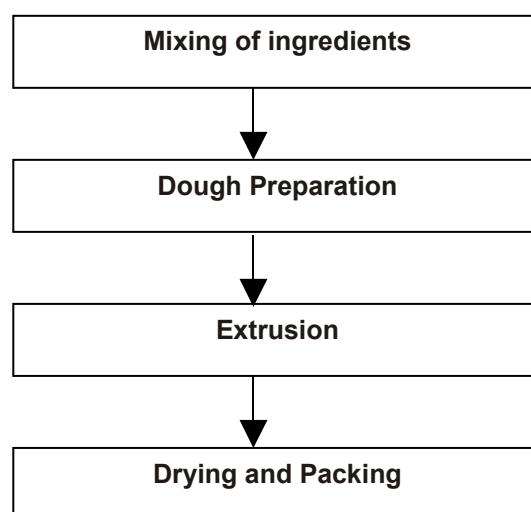 Mixing of ingredients
Dough Preparation
Extrusion
Drying and Packing